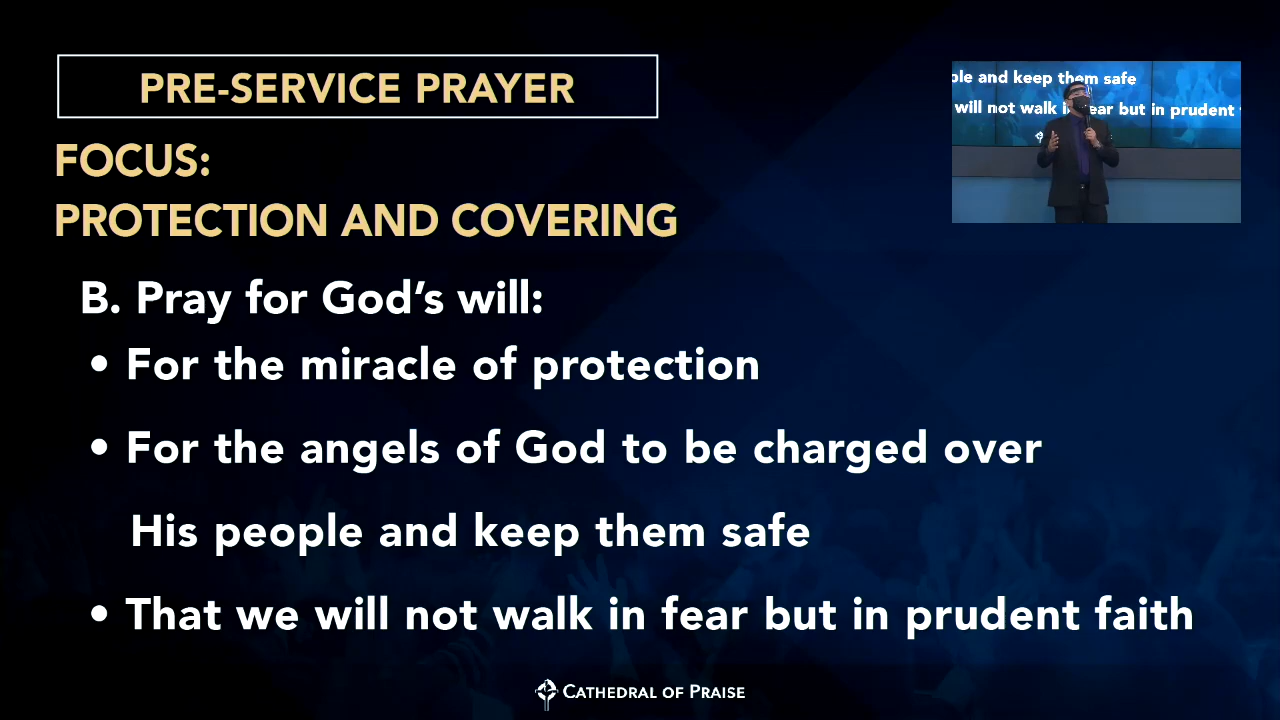 PRE-SERVICE PRAYER
ple and keep them safe
will not walk in fear but in prudent
FOCUS:
PROTECTION AND COVERING
B. Pray for God’s will:
• For the miracle of protection
• For the angels of God to be charged over
His people and keep them safe
• That we will not walk in fear but in prudent faith
CATHEDRAL OF PRAISE